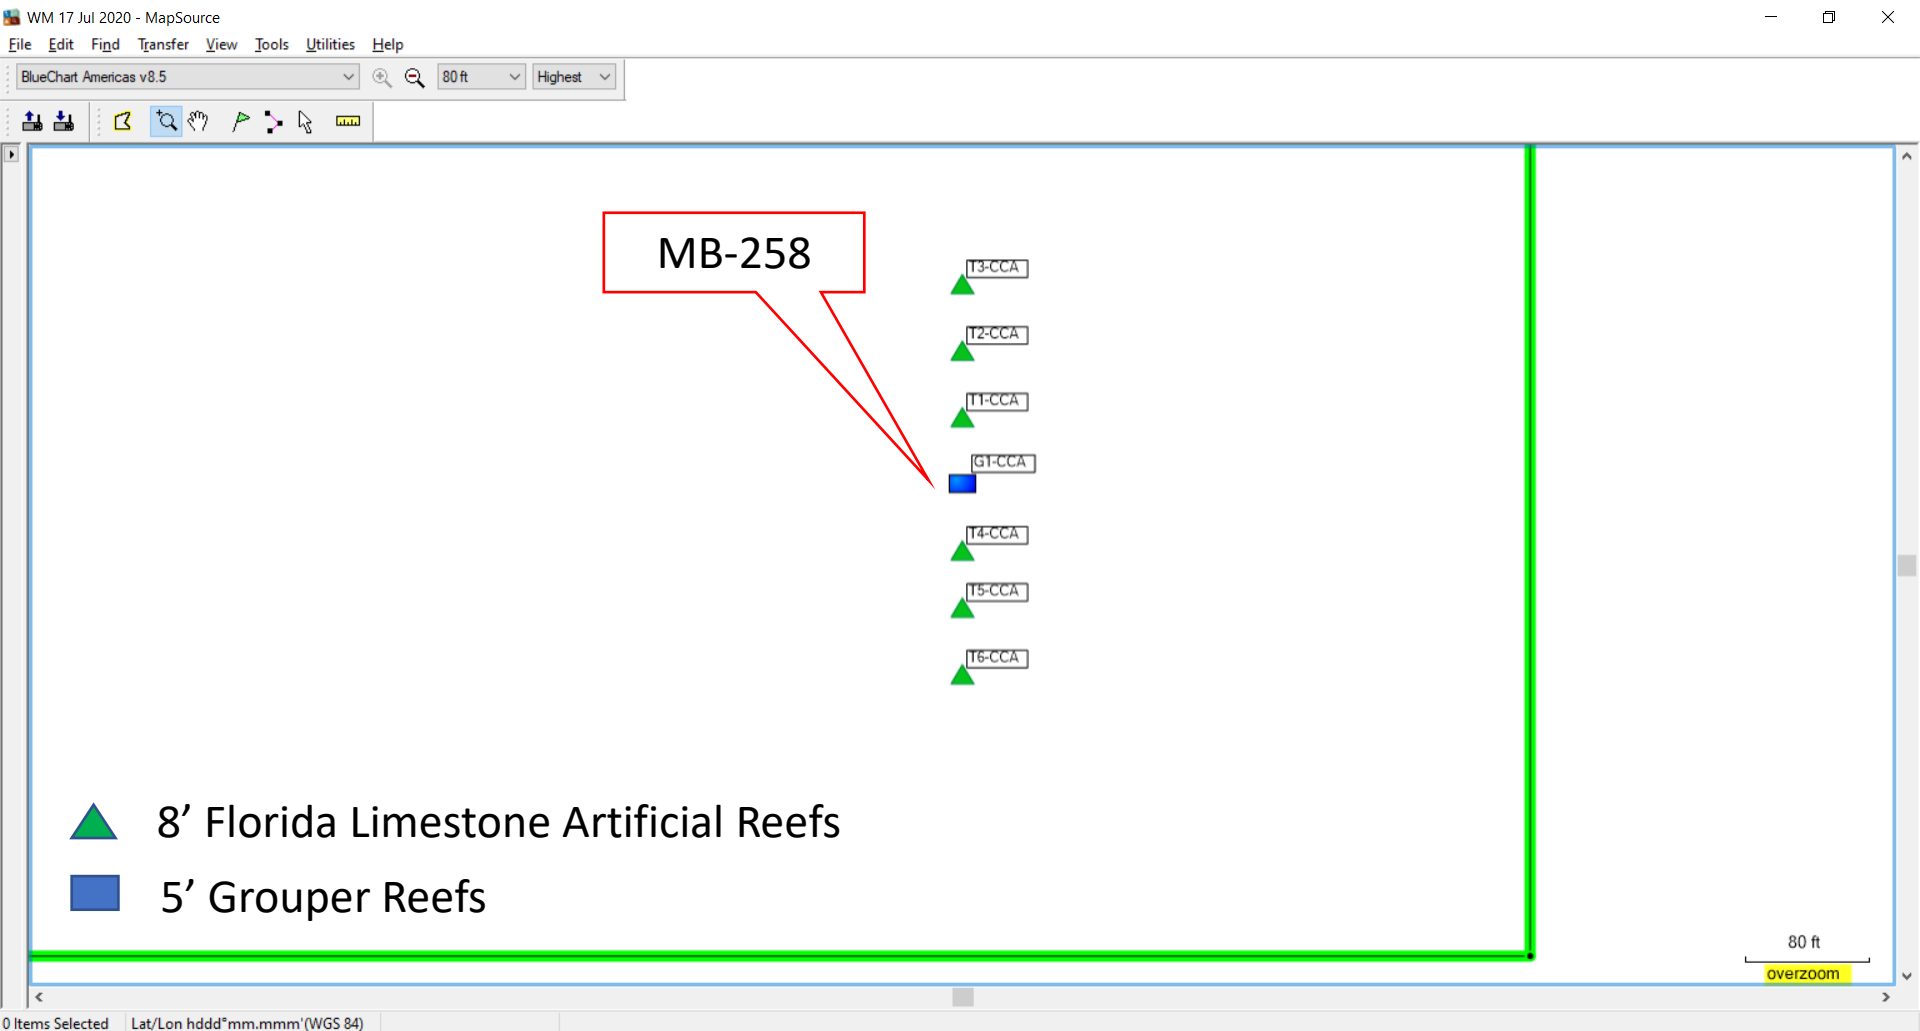 WM 17 Jul 2020 - MapSource
File Edit Find Transfer View Tools Utilities Help
BlueChart Americas v8.5 80 ft Highest
MB-258
T3-CCA
T2-CCA
T1-CCA
G1-CCA
T4-CCA
T5-CCA
T6-CCA
8’ Florida Limestone Artificial Reefs
5’ Grouper Reefs
80 ft
overzoom
0 Items Selected Lat/Lon hddd°mm.mmm'(WGS 84)